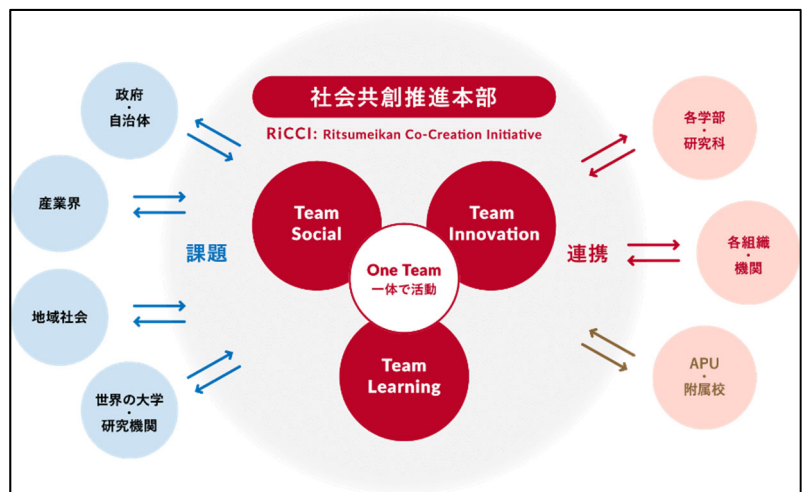 社会共創推進本部
RiCCI: Ritsumeikan Co-Creation Initiative
政府
・
自治体
産業界
地域社会
世界の大学
・
研究機関
課題
Team
Social
Team
Innovation
One Team
一体で活動
Team
Learning
連携
各学部
・
研究科
各組織
・
機関
APU
・
附属校